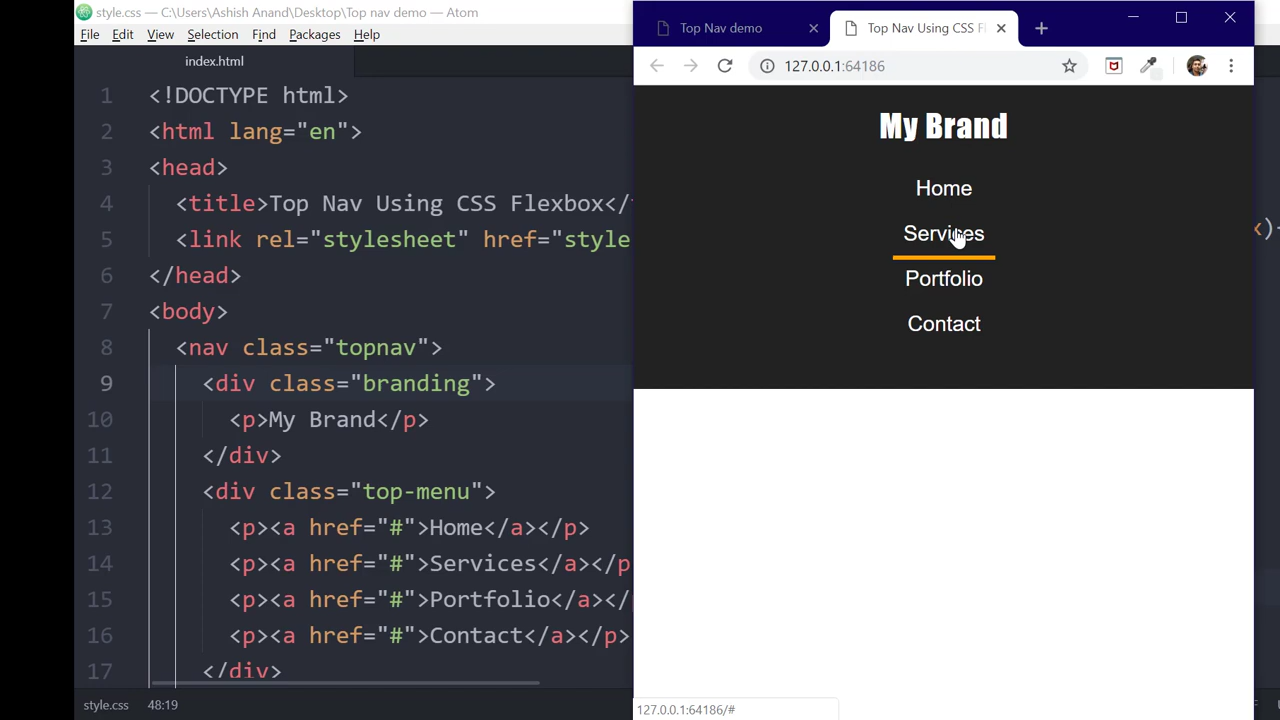 style.css — C:\Users\Ashish Anand\Desktop\Top nav demo — Atom
File Edit View Selection Find Packages Help
index.html
1 <!DOCTYPE html>
2 <html lang="en">
3 <head>
4 <title>Top Nav Using CSS Flexbox</
5 <link rel="stylesheet" href="style
6 </head>
7 <body>
8 <nav class="topnav">
9 <div class="branding">
10 <p>My Brand</p>
11 </div>
12 <div class="top-menu">
13 <p><a href="#">Home</a></p>
14 <p><a href="#">Services</a></p
15 <p><a href="#">Portfolio</a></
16 <p><a href="#">Contact</a></p>
17 </div>
style.css 48:19
Top Nav demo
Top Nav Using CSS Fl
127.0.0.1:64186
My Brand
Home
Services
Portfolio
Contact
127.0.0.1:64186/#
x)